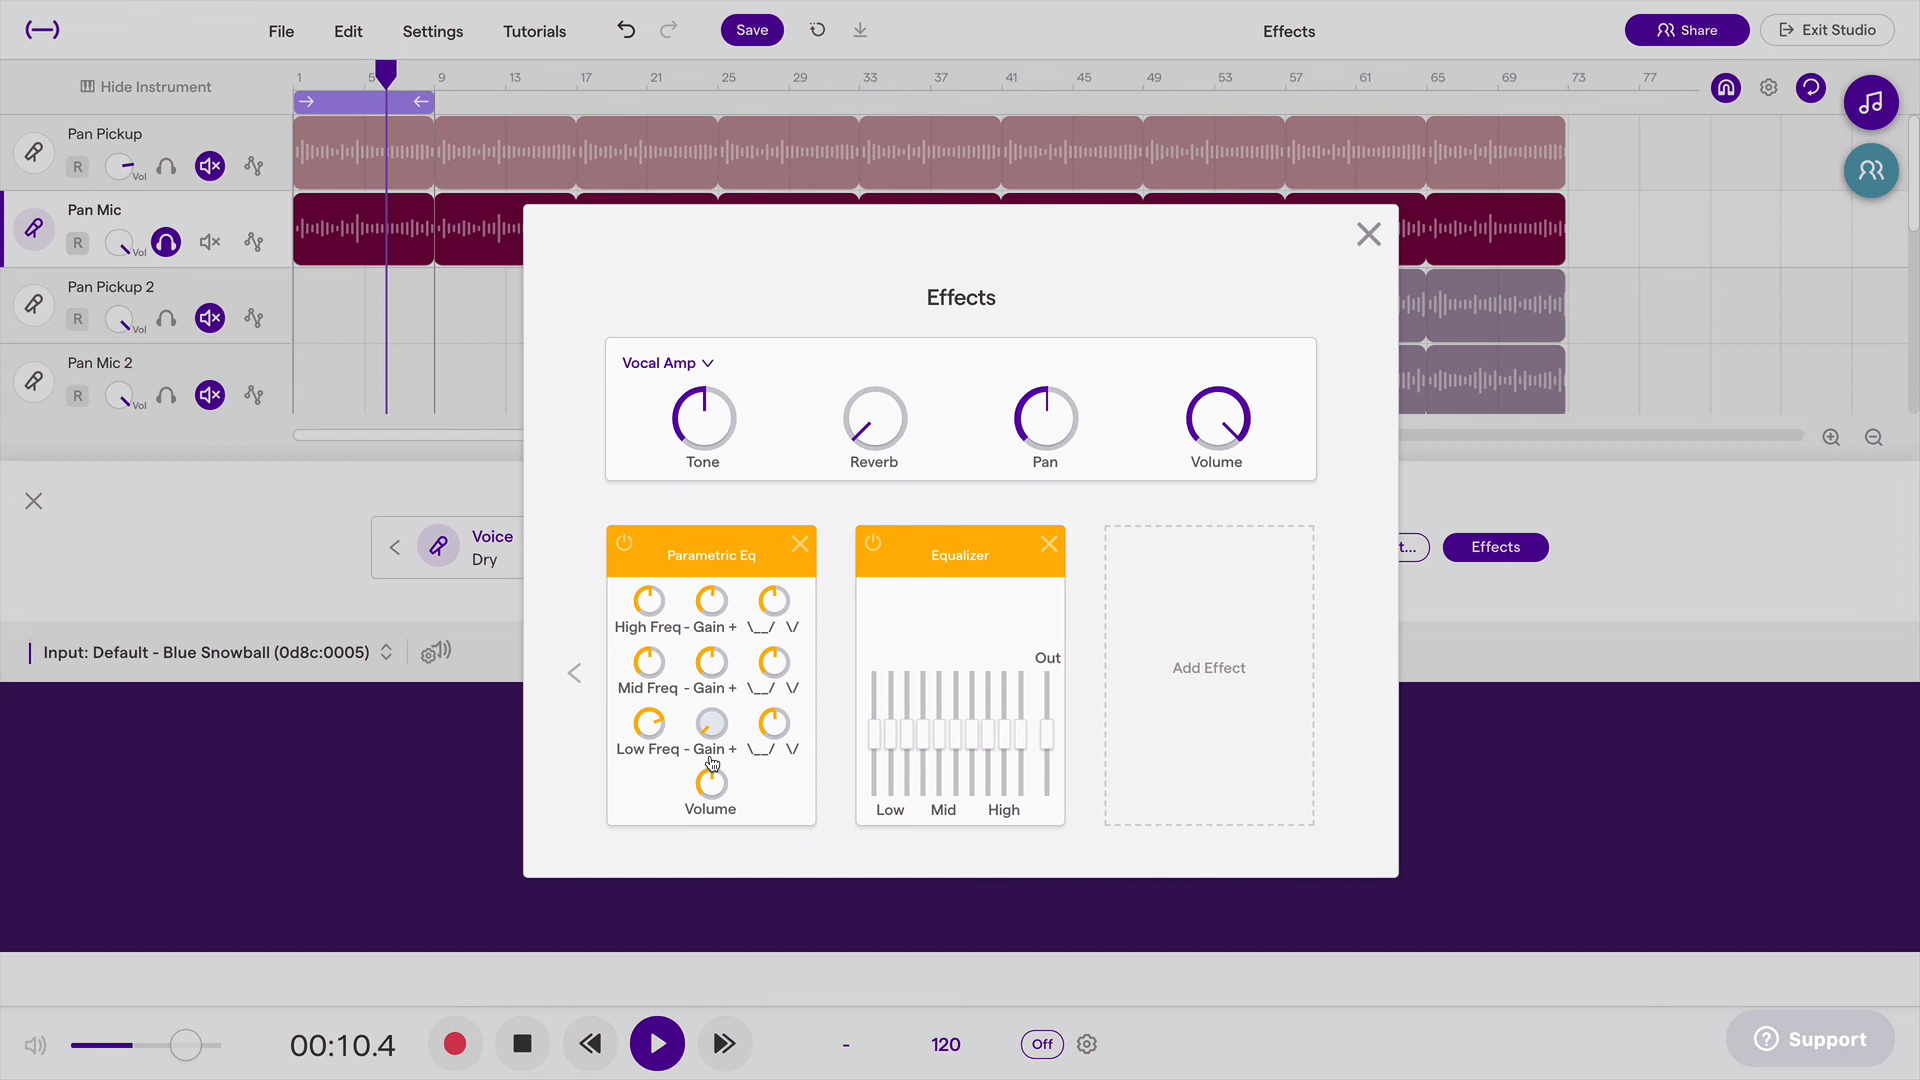 File Edit Settings Tutorials Save Effects Share Exit Studio
Hide Instrument 1 5 9 13 17 21 25 29 33 37 41 45 49 53 57 61 65 69 73 77
Pan Pickup
R Vol
Pan Mic
R Vol
Pan Pickup 2
R Vol
Pan Mic 2
R Vol
Effects
Vocal Amp
Tone Reverb Pan Volume
Voice
Dry
t... Effects
Parametric Eq
High Freq - Gain + \__/ \/
Mid Freq - Gain + \__/ \/
Low Freq - Gain + \__/ \/
Volume
Equalizer
Out
Low Mid High
Add Effect
Input: Default - Blue Snowball (0d8c:0005)
00:10.4 - 120 Off Support